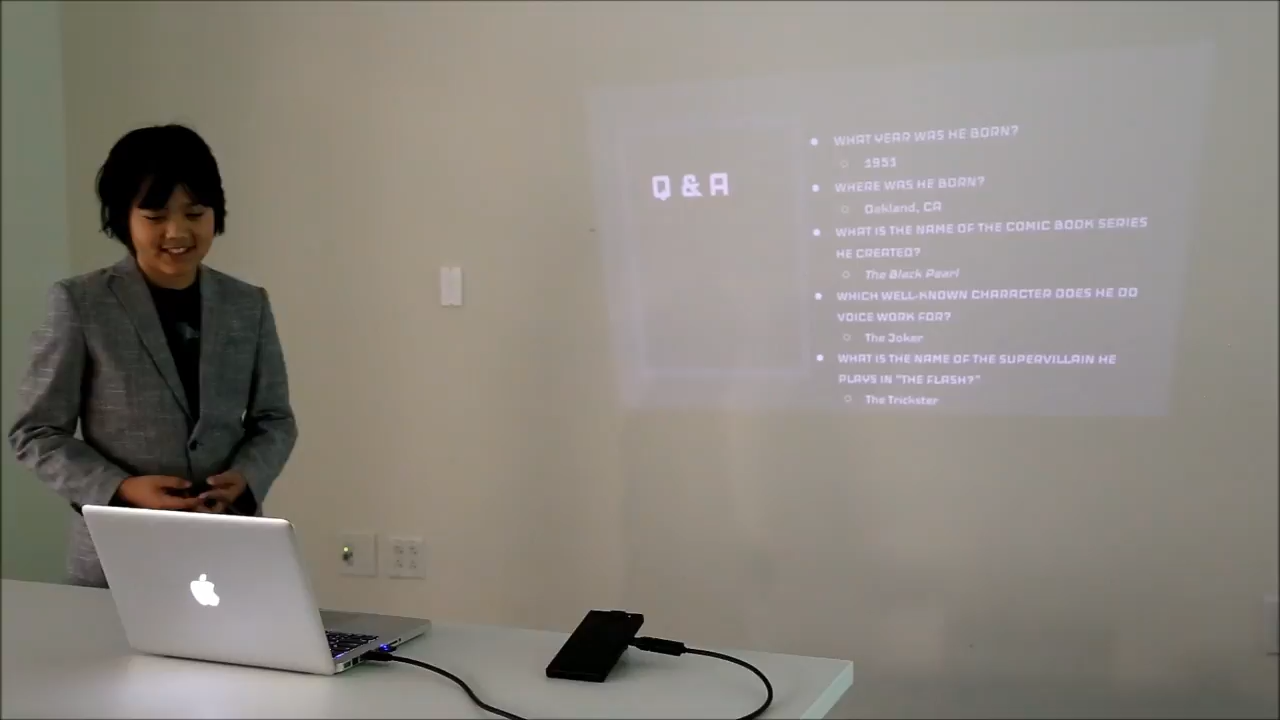 Q & A
WHAT YEAR WAS HE BORN?
1951
WHERE WAS HE BORN?
Oakland, CA
WHAT IS THE NAME OF THE COMIC BOOK SERIES
HE CREATED?
The Black Pearl
WHICH WELL-KNOWN CHARACTER DOES HE DO
VOICE WORK FOR?
The Joker
WHAT IS THE NAME OF THE SUPERVILLAIN HE
PLAYS IN "THE FLASH?"
The Trickster